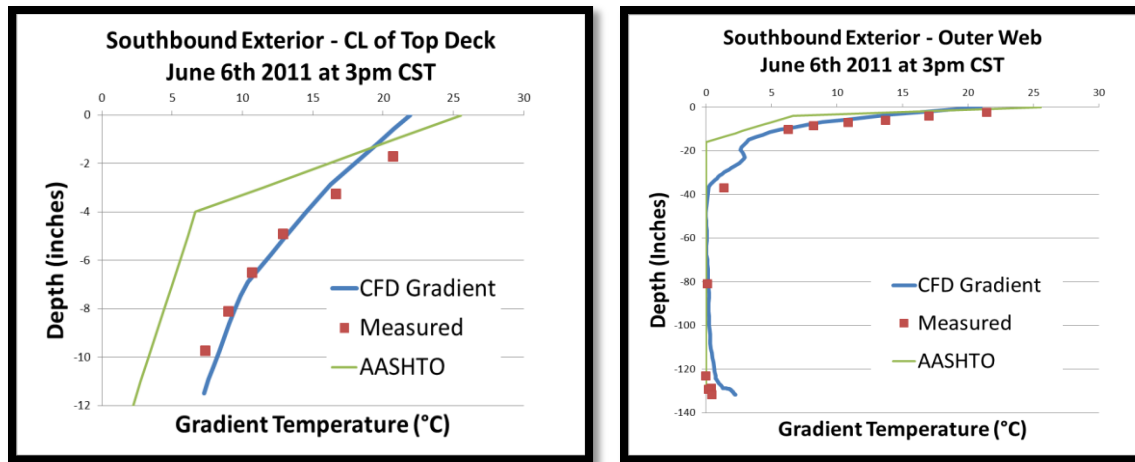 Southbound Exterior - CL of Top Deck
June 6th 2011 at 3pm CST
0 5 10 15 20 25 30
0
-2
-4
-6
-8
-10
-12
Depth (inches)
CFD Gradient
Measured
AASHTO
Gradient Temperature (°C)
Southbound Exterior - Outer Web
June 6th 2011 at 3pm CST
0 5 10 15 20 25 30
0
-20
-40
-60
-80
-100
-120
-140
Depth (Inches)
CFD Gradient
Measured
AASHTO
Gradient Temperature (°C)